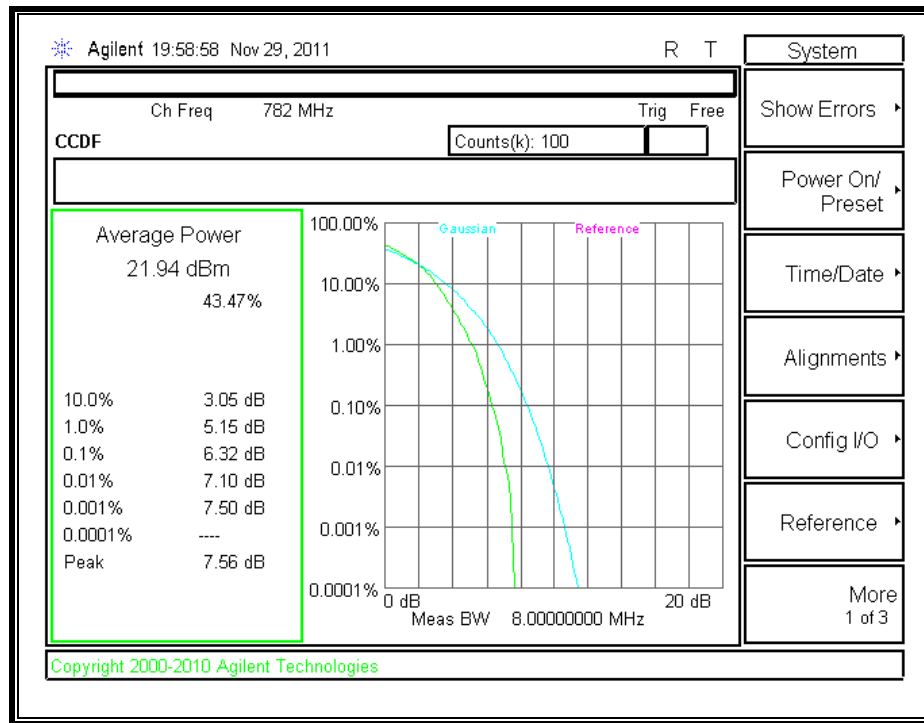 Agilent 19:58:58 Nov 29, 2011 R T
Ch Freq 782 MHz Trig Free
CCDF Counts(k): 100
Average Power
21.94 dBm
43.47%
10.0% 3.05 dB
1.0% 5.15 dB
0.1% 6.32 dB
0.01% 7.10 dB
0.001% 7.50 dB
0.0001% ----
Peak 7.56 dB
Gaussian Reference
100.00%
10.00%
1.00%
0.10%
0.01%
0.001%
0.0001%
0 dB 20 dB
Meas BW 8.00000000 MHz
System
Show Errors
Power On/
Preset
Time/Date
Alignments
Config I/O
Reference
More
1 of 3
Copyright 2000-2010 Agilent Technologies